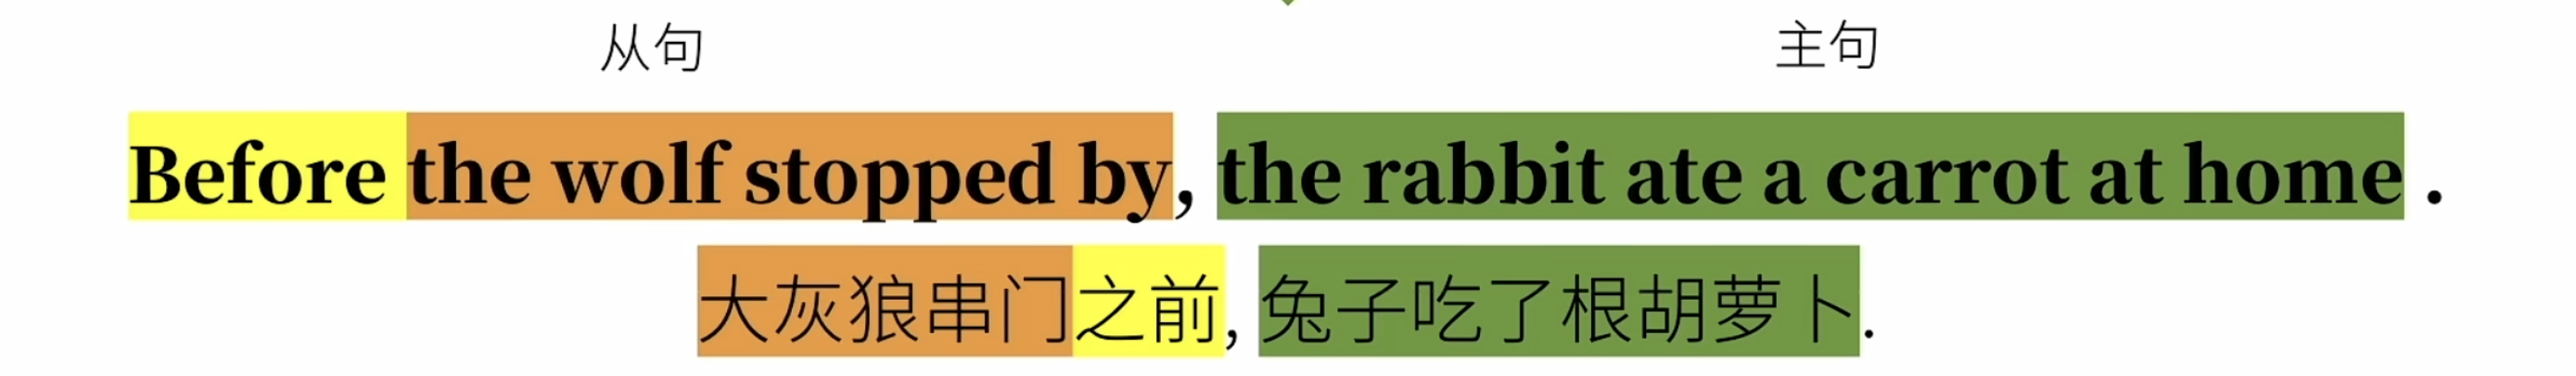 从句 主句
Before the wolf stopped by, the rabbit ate a carrot at home .
大灰狼串门之前, 兔子吃了根胡萝卜.